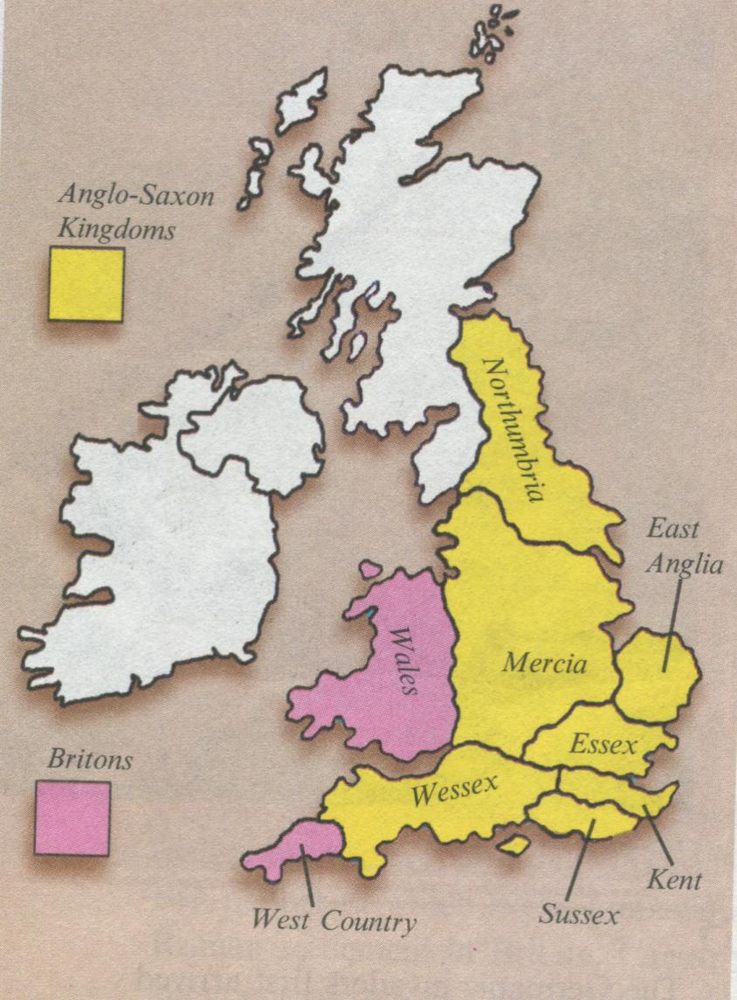 Anglo-Saxon
Kingdoms
Northumbria
East
Anglia
Wales
Mercia
Essex
Britons
Wessex
Kent
Sussex
West Country